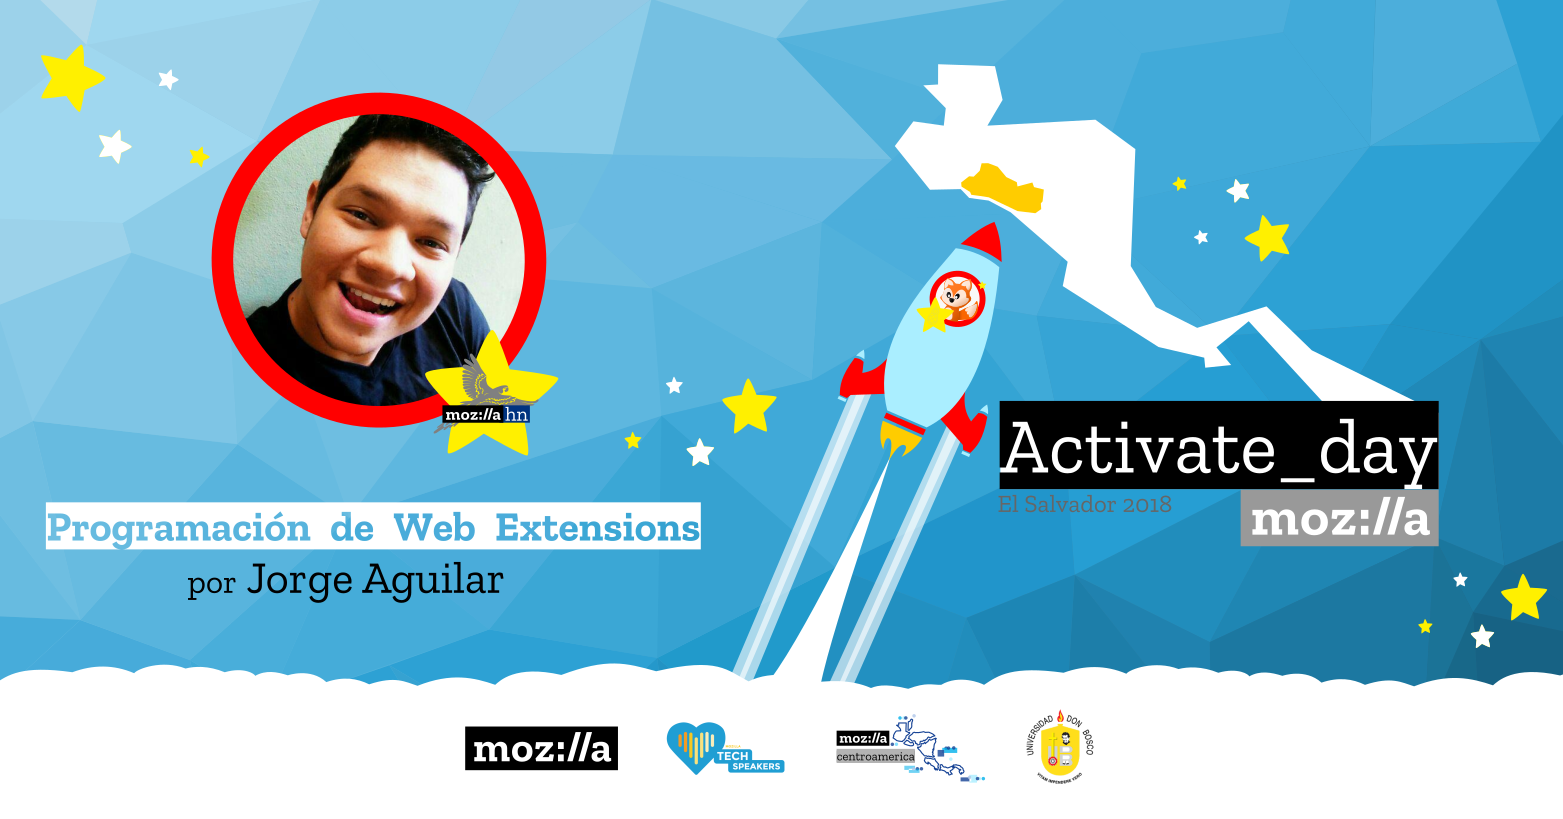 moz://a hn
Programación de Web Extensions
por Jorge Aguilar
Activate_day
El Salvador 2018
moz://a
moz://a
TECH
SPEAKERS
moz://a
centroamerica
UNIVERSIDAD DON BOSCO